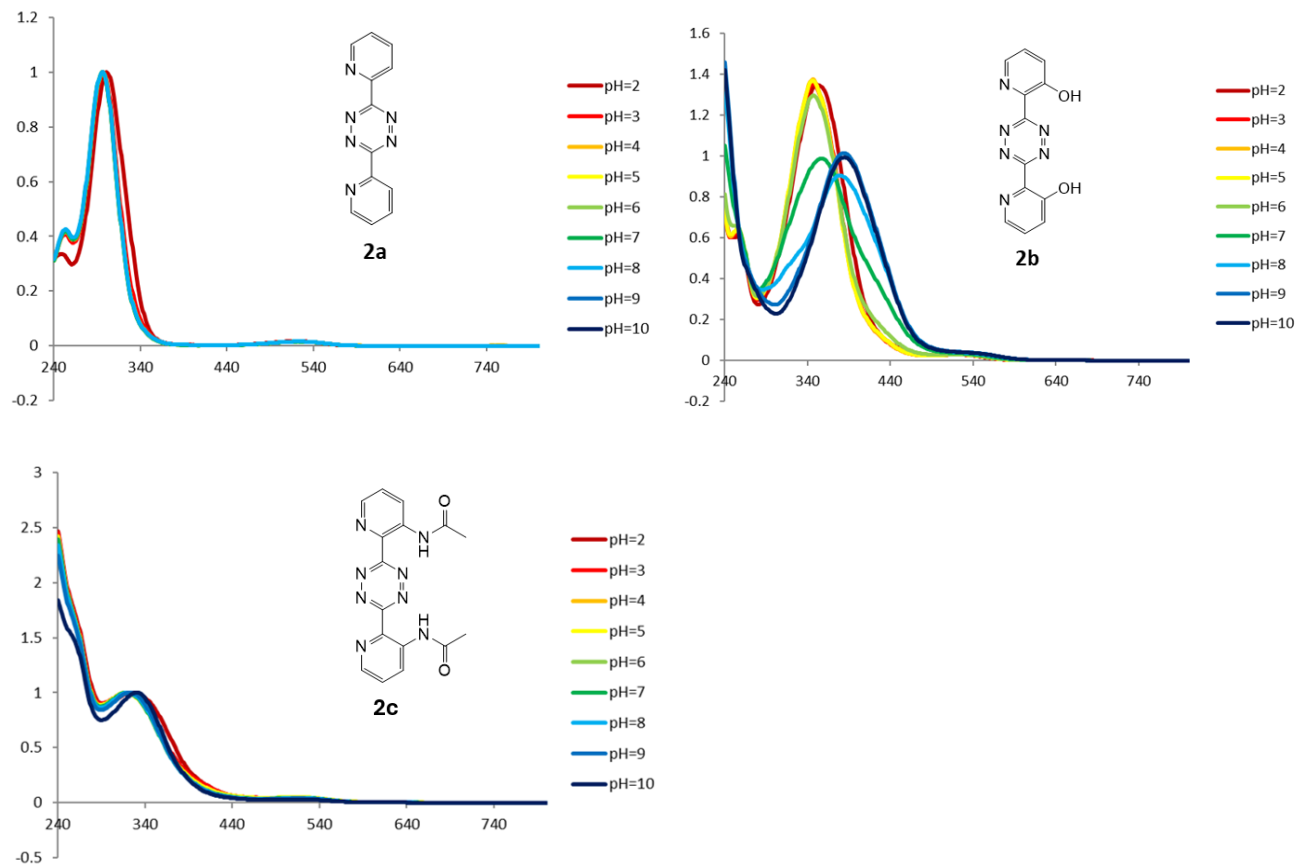 1.2
1
0.8
0.6
0.4
0.2
0
-0.2
240
340
440
540
640
740
N
N
N
N
N
N
2a
pH=2
pH=3
pH=4
pH=5
pH=6
pH=7
pH=8
pH=9
pH=10
1.6
1.4
1.2
1
0.8
0.6
0.4
0.2
0
-0.2
240
340
440
540
640
740
N
OH
N
N
N
N
OH
N
2b
pH=2
pH=3
pH=4
pH=5
pH=6
pH=7
pH=8
pH=9
pH=10
3
2.5
2
1.5
1
0.5
0
-0.5
240
340
440
540
640
740
O
N
N
H
N
N
N
N
H
N
N
O
2c
pH=2
pH=3
pH=4
pH=5
pH=6
pH=7
pH=8
pH=9
pH=10